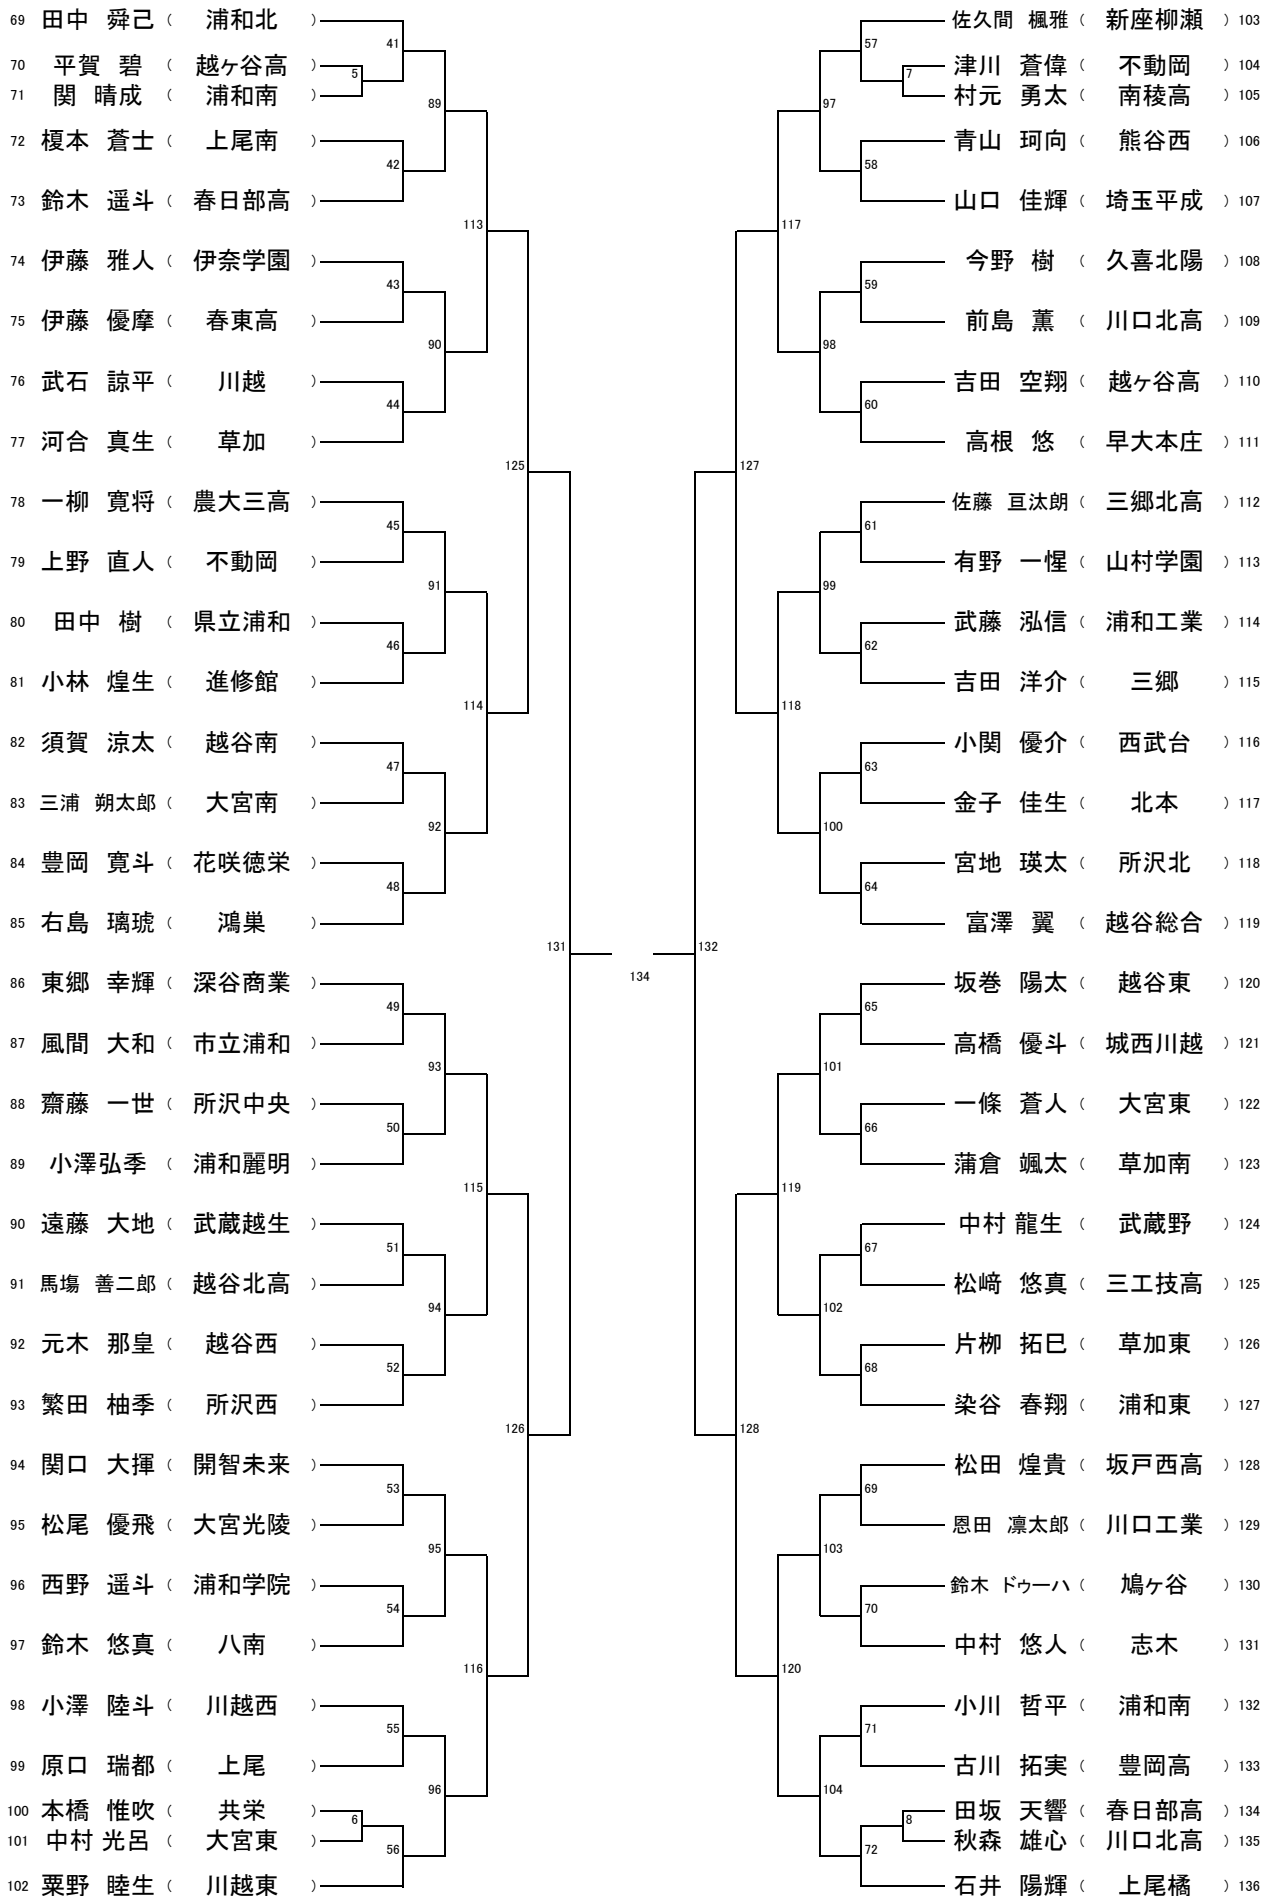 69 田中 舜己 （ 浦和北 ）
70 平賀 碧 （ 越ヶ谷高 ）
71 関 晴成 （ 浦和南 ）
72 榎本 蒼士 （ 上尾南 ）
73 鈴木 遥斗 （ 春日部高 ）
74 伊藤 雅人 （ 伊奈学園 ）
75 伊藤 優摩 （ 春東高 ）
76 武石 諒平 （ 川越 ）
77 河合 真生 （ 草加 ）
78 一柳 寛将 （ 農大三高 ）
79 上野 直人 （ 不動岡 ）
80 田中 樹 （ 県立浦和 ）
81 小林 煌生 （ 進修館 ）
82 須賀 涼太 （ 越谷南 ）
83 三浦 朔太郎 （ 大宮南 ）
84 豊岡 寛斗 （ 花咲徳栄 ）
85 右島 璃琥 （ 鴻巣 ）
86 東郷 幸輝 （ 深谷商業 ）
87 風間 大和 （ 市立浦和 ）
88 齋藤 一世 （ 所沢中央 ）
89 小澤弘季 （ 浦和麗明 ）
90 遠藤 大地 （ 武蔵越生 ）
91 馬塲 善二郎 （ 越谷北高 ）
92 元木 那皇 （ 越谷西 ）
93 繁田 柚季 （ 所沢西 ）
94 関口 大揮 （ 開智未来 ）
95 松尾 優飛 （ 大宮光陵 ）
96 西野 遥斗 （ 浦和学院 ）
97 鈴木 悠真 （ 八南 ）
98 小澤 陸斗 （ 川越西 ）
99 原口 瑞都 （ 上尾 ）
100 本橋 惟吹 （ 共栄 ）
101 中村 光呂 （ 大宮東 ）
102 粟野 睦生 （ 川越東 ）
5
6
41
42
43
44
45
46
47
48
49
50
51
52
53
54
55
56
89
90
91
92
93
94
95
96
113
114
115
116
125
126
131
134
132
127
128
117
118
119
120
97
98
99
100
101
102
103
104
57
58
59
60
61
62
63
64
65
66
67
68
69
70
71
72
7
8
佐久間 楓雅 （ 新座柳瀬 ） 103
津川 蒼偉 （ 不動岡 ） 104
村元 勇太 （ 南稜高 ） 105
青山 珂向 （ 熊谷西 ） 106
山口 佳輝 （ 埼玉平成 ） 107
今野 樹 （ 久喜北陽 ） 108
前島 薫 （ 川口北高 ） 109
吉田 空翔 （ 越ヶ谷高 ） 110
高根 悠 （ 早大本庄 ） 111
佐藤 亘汰朗 （ 三郷北高 ） 112
有野 一惺 （ 山村学園 ） 113
武藤 泓信 （ 浦和工業 ） 114
吉田 洋介 （ 三郷 ） 115
小関 優介 （ 西武台 ） 116
金子 佳生 （ 北本 ） 117
宮地 瑛太 （ 所沢北 ） 118
富澤 翼 （ 越谷総合 ） 119
坂巻 陽太 （ 越谷東 ） 120
高橋 優斗 （ 城西川越 ） 121
一條 蒼人 （ 大宮東 ） 122
蒲倉 颯太 （ 草加南 ） 123
中村 龍生 （ 武蔵野 ） 124
松﨑 悠真 （ 三工技高 ） 125
片栁 拓巳 （ 草加東 ） 126
染谷 春翔 （ 浦和東 ） 127
松田 煌貴 （ 坂戸西高 ） 128
恩田 凛太郎 （ 川口工業 ） 129
鈴木 ドゥーハ （ 鳩ヶ谷 ） 130
中村 悠人 （ 志木 ） 131
小川 哲平 （ 浦和南 ） 132
古川 拓実 （ 豊岡高 ） 133
田坂 天響 （ 春日部高 ） 134
秋森 雄心 （ 川口北高 ） 135
石井 陽輝 （ 上尾橘 ） 136